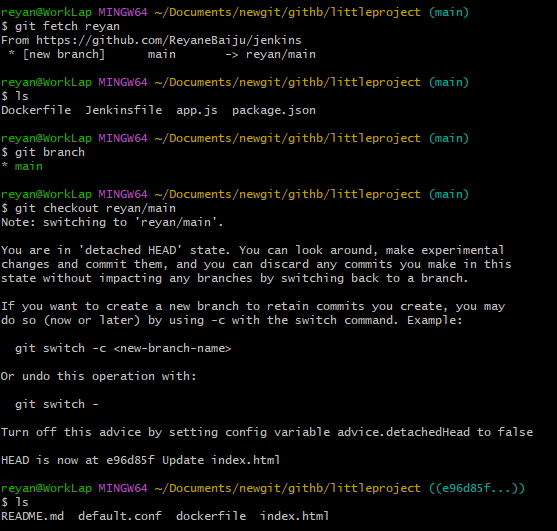 reyan@WorkLap MINGW64 ~/Documents/newgit/githb/littleproject (main)
$ git fetch reyan
From https://github.com/ReyaneBaiju/jenkins
 * [new branch]      main       -> reyan/main

reyan@WorkLap MINGW64 ~/Documents/newgit/githb/littleproject (main)
$ ls
Dockerfile  Jenkinsfile  app.js  package.json

reyan@WorkLap MINGW64 ~/Documents/newgit/githb/littleproject (main)
$ git branch
* main

reyan@WorkLap MINGW64 ~/Documents/newgit/githb/littleproject (main)
$ git checkout reyan/main
Note: switching to 'reyan/main'.

You are in 'detached HEAD' state. You can look around, make experimental
changes and commit them, and you can discard any commits you make in this
state without impacting any branches by switching back to a branch.

If you want to create a new branch to retain commits you create, you may
do so (now or later) by using -c with the switch command. Example:

  git switch -c <new-branch-name>

Or undo this operation with:

  git switch -

Turn off this advice by setting config variable advice.detachedHead to false

HEAD is now at e96d85f Update index.html

reyan@WorkLap MINGW64 ~/Documents/newgit/githb/littleproject ((e96d85f...))
$ ls
README.md  default.conf  dockerfile  index.html